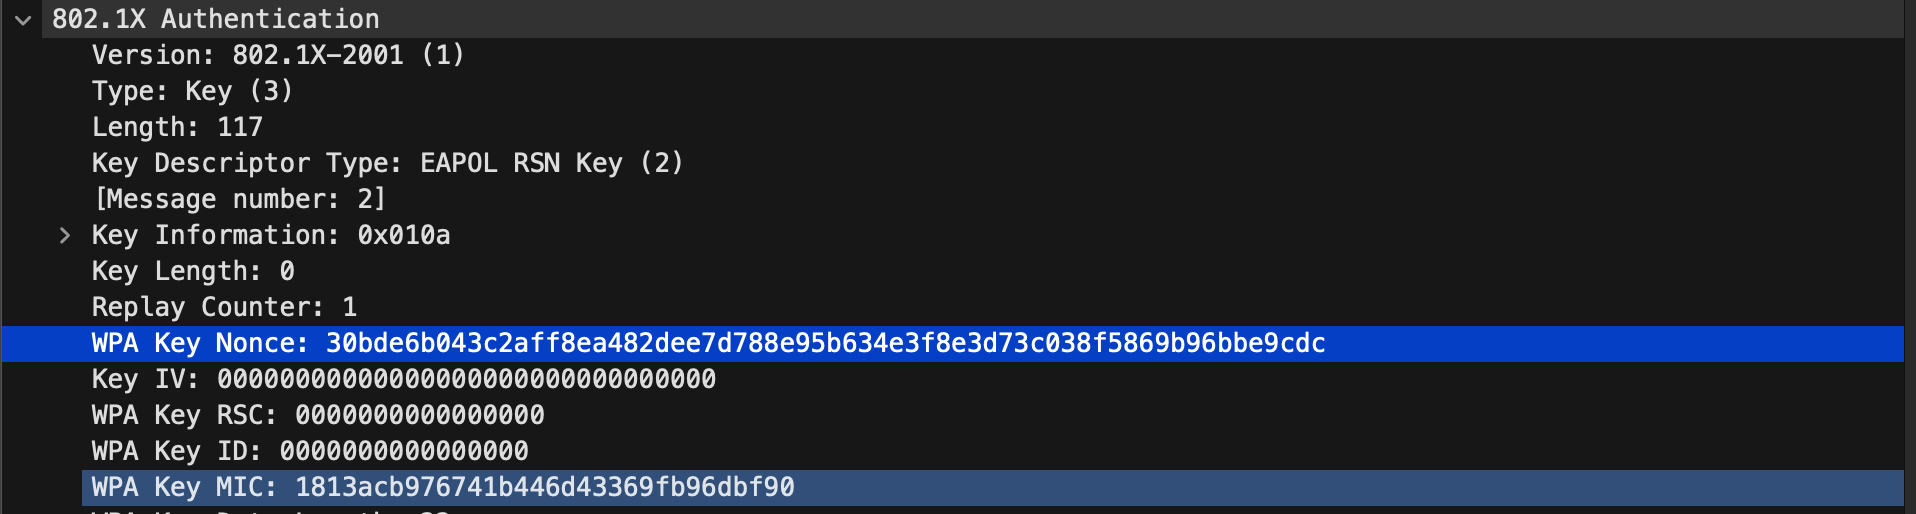 802.1X Authentication
Version: 802.1X-2001 (1)
Type: Key (3)
Length: 117
Key Descriptor Type: EAPOL RSN Key (2)
[Message number: 2]
Key Information: 0x010a
Key Length: 0
Replay Counter: 1
WPA Key Nonce: 30bde6b043c2aff8ea482dee7d788e95b634e3f8e3d73c038f5869b96bbe9cdc
Key IV: 00000000000000000000000000000000
WPA Key RSC: 0000000000000000
WPA Key ID: 0000000000000000
WPA Key MIC: 1813acb976741b446d43369fb96dbf90